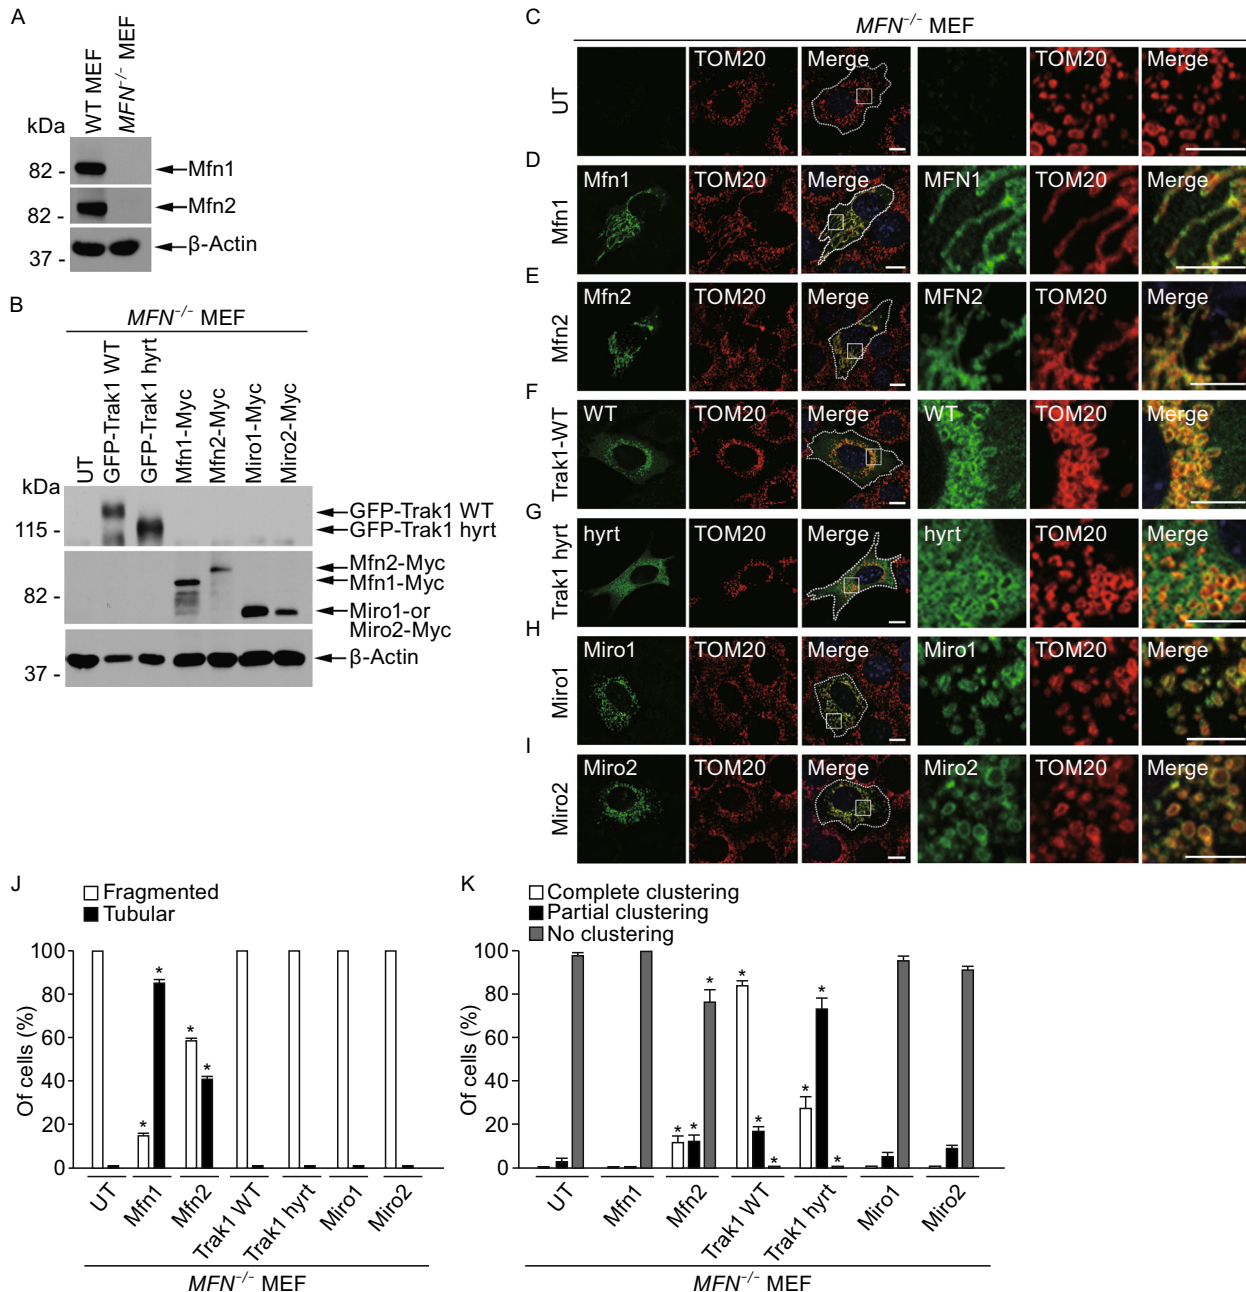 A
WT MEF
MFN-/- MEF
kDa
82 -
Mfn1
82 -
Mfn2
37 -
β-Actin
B
MFN-/- MEF
UT
GFP-Trak1 WT
GFP-Trak1 hyrt
Mfn1-Myc
Mfn2-Myc
Miro1-Myc
Miro2-Myc
kDa
115 -
GFP-Trak1 WT
GFP-Trak1 hyrt
82 -
Mfn2-Myc
Mfn1-Myc
Miro1-or
Miro2-Myc
37 -
β-Actin
C
MFN-/- MEF
UT
TOM20
Merge
TOM20
Merge
D
Mfn1
Mfn1
TOM20
Merge
MFN1
TOM20
Merge
E
Mfn2
Mfn2
TOM20
Merge
MFN2
TOM20
Merge
F
Trak1-WT
WT
TOM20
Merge
WT
TOM20
Merge
G
Trak1 hyrt
hyrt
TOM20
Merge
hyrt
TOM20
Merge
H
Miro1
Miro1
TOM20
Merge
Miro1
TOM20
Merge
I
Miro2
Miro2
TOM20
Merge
Miro2
TOM20
Merge
J
Fragmented
Tubular
Of cells (%)
100
80
60
40
20
0
* * * *
UT
Mfn1
Mfn2
Trak1 WT
Trak1 hyrt
Miro1
Miro2
MFN-/- MEF
K
Complete clustering
Partial clustering
No clustering
Of cells (%)
100
80
60
40
20
0
* * * * * * * * *
UT
Mfn1
Mfn2
Trak1 WT
Trak1 hyrt
Miro1
Miro2
MFN-/- MEF